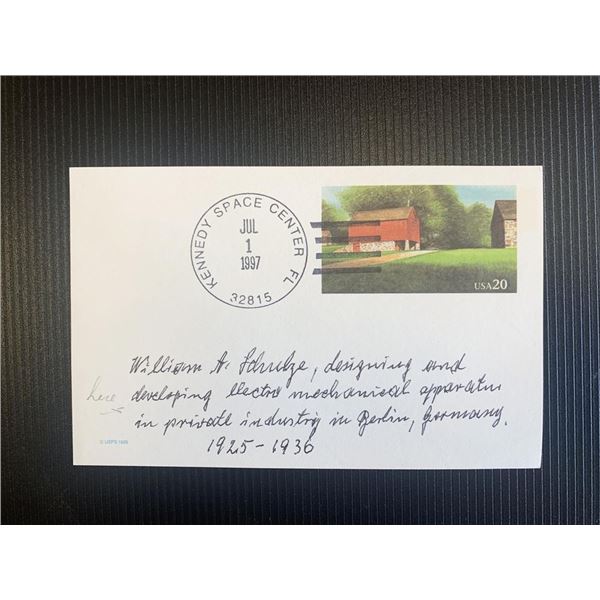 KENNEDY SPACE CENTER FL
JUL
1
1997
32815
USA20
William A. Schulze, designing and
here developing electro mechanical apparatus
in private industry in Berlin, Germany.
1925-1936
© USPS 1995